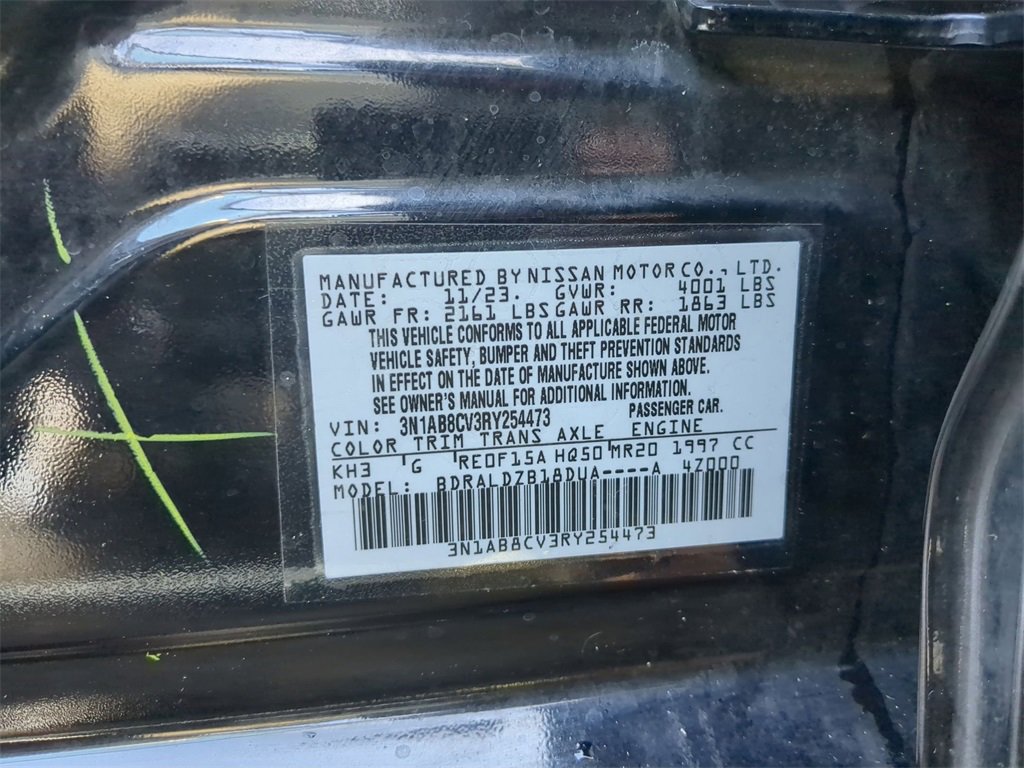 MANUFACTURED BY NISSAN MOTOR CO., LTD.
DATE: 11/23. GVWR: 4001 LBS
GAWR FR: 2161 LBS GAWR RR: 1863 LBS
THIS VEHICLE CONFORMS TO ALL APPLICABLE FEDERAL MOTOR
VEHICLE SAFETY, BUMPER AND THEFT PREVENTION STANDARDS
IN EFFECT ON THE DATE OF MANUFACTURE SHOWN ABOVE.
SEE OWNER'S MANUAL FOR ADDITIONAL INFORMATION.
VIN: 3N1AB8CV3RY254473 PASSENGER CAR.
COLOR TRIM TRANS AXLE ENGINE
KH3 G RE0F15A HQ50 MR20 1997 CC
MODEL: BDRALDZB18DUA----A 4Z000
3N1AB8CV3RY254473